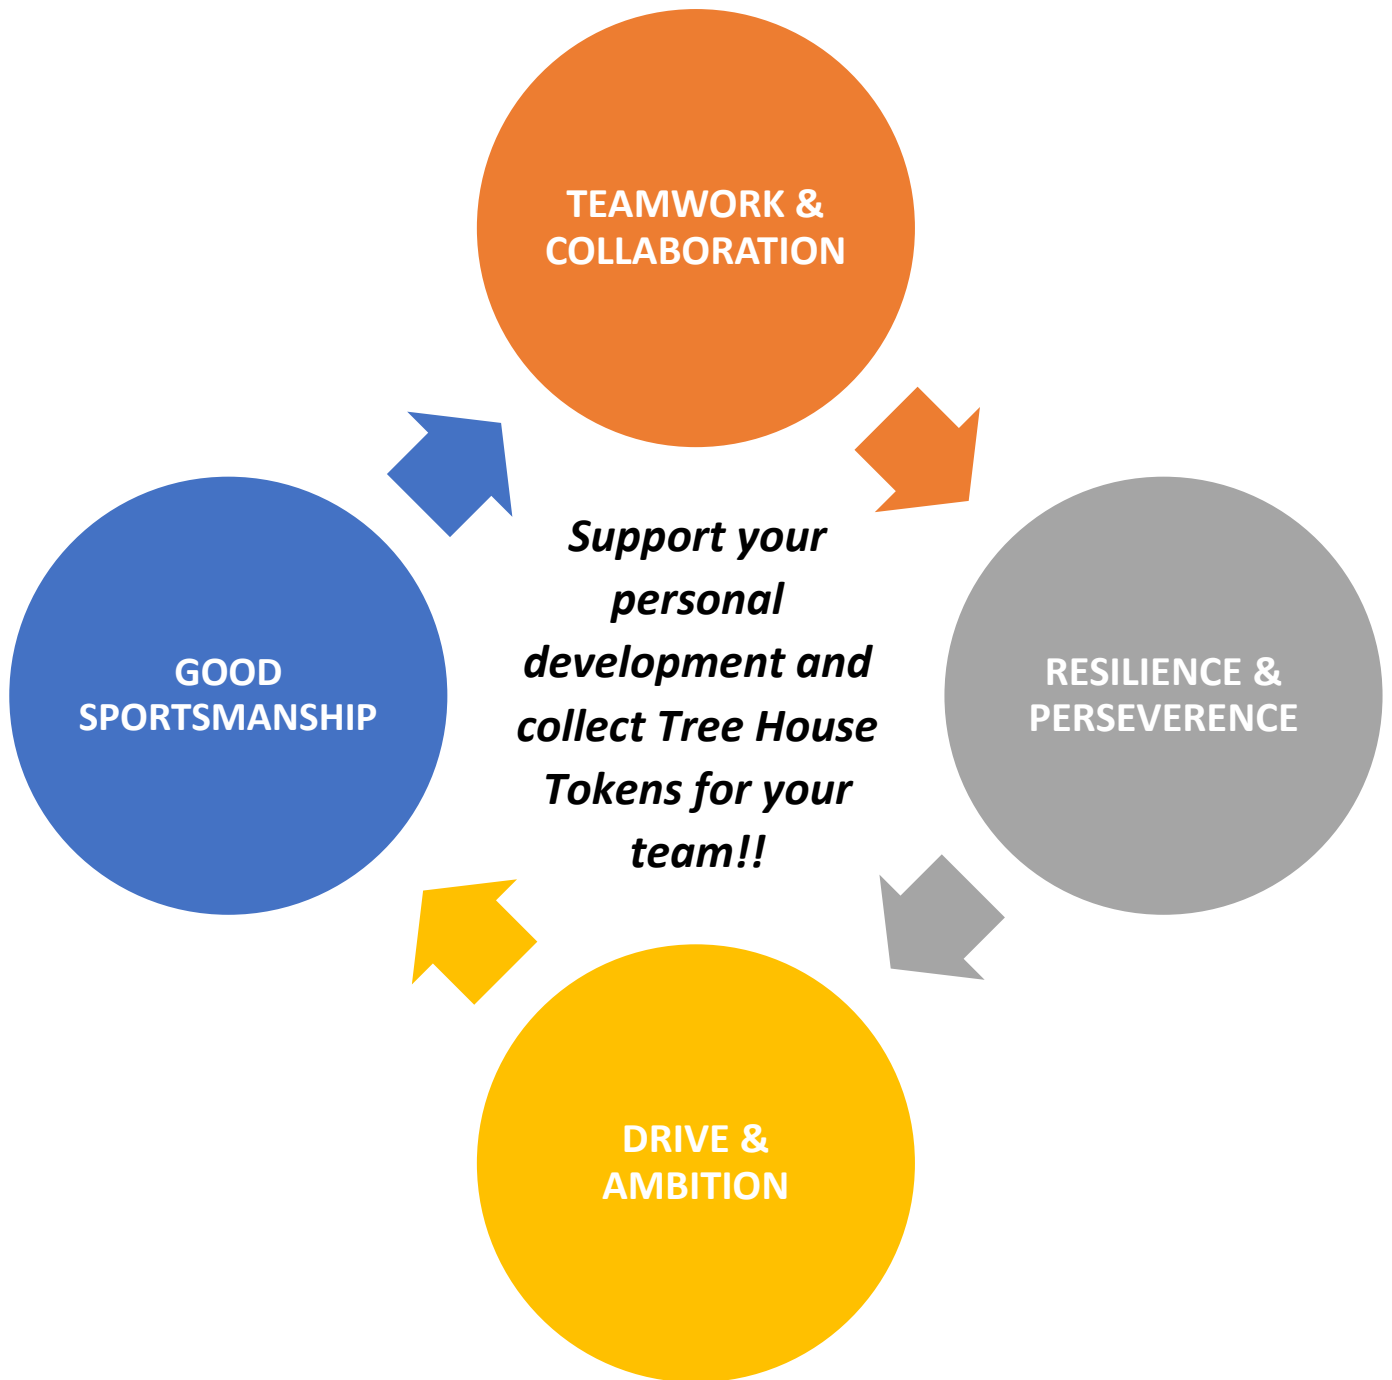 TEAMWORK &
COLLABORATION
Support your
personal
development and
collect Tree House
Tokens for your
team!!
GOOD
SPORTSMANSHIP
RESILIENCE &
PERSEVERENCE
DRIVE &
AMBITION